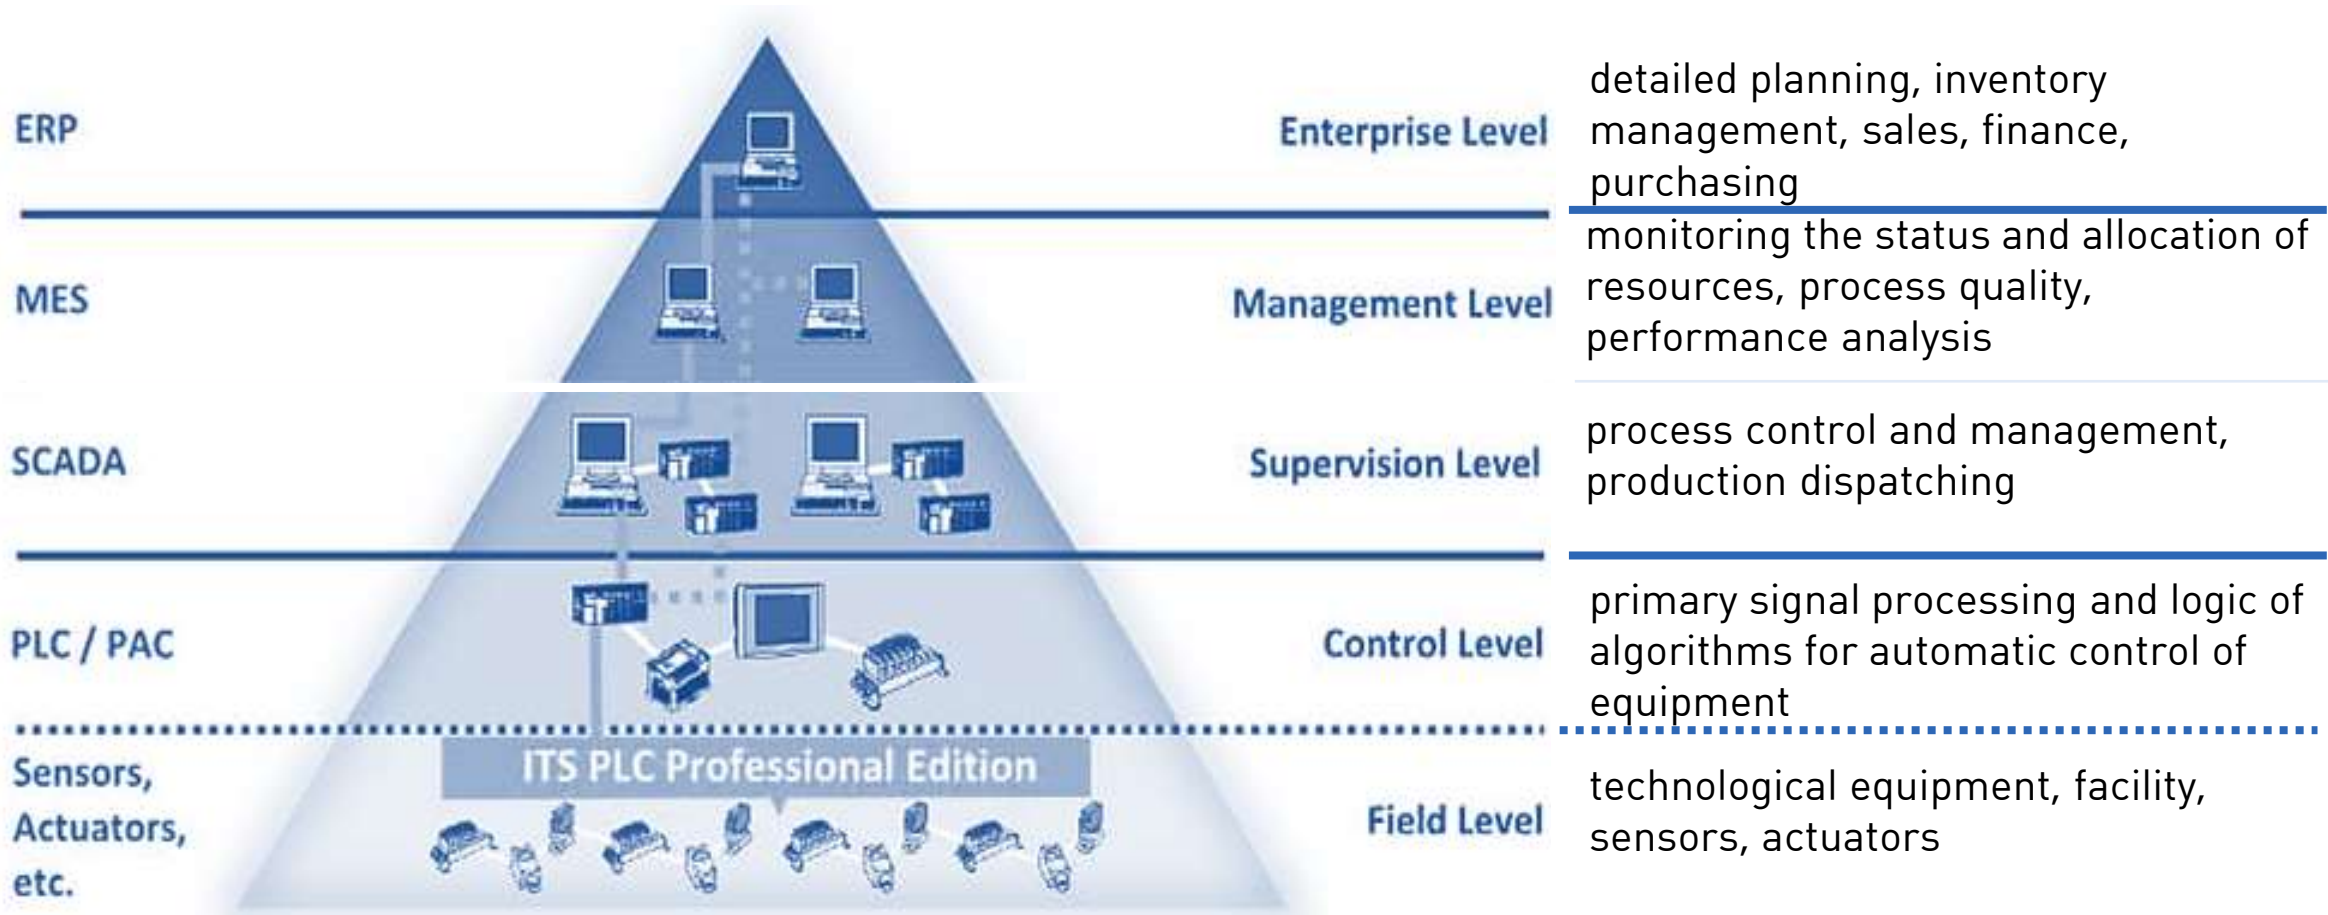 ERP
Enterprise Level
detailed planning, inventory
management, sales, finance,
purchasing
MES
Management Level
monitoring the status and allocation of
resources, process quality,
performance analysis
SCADA
Supervision Level
process control and management,
production dispatching
PLC / PAC
Control Level
primary signal processing and logic of
algorithms for automatic control of
equipment
ITS PLC Professional Edition
Sensors,
Actuators,
etc.
Field Level
technological equipment, facility,
sensors, actuators